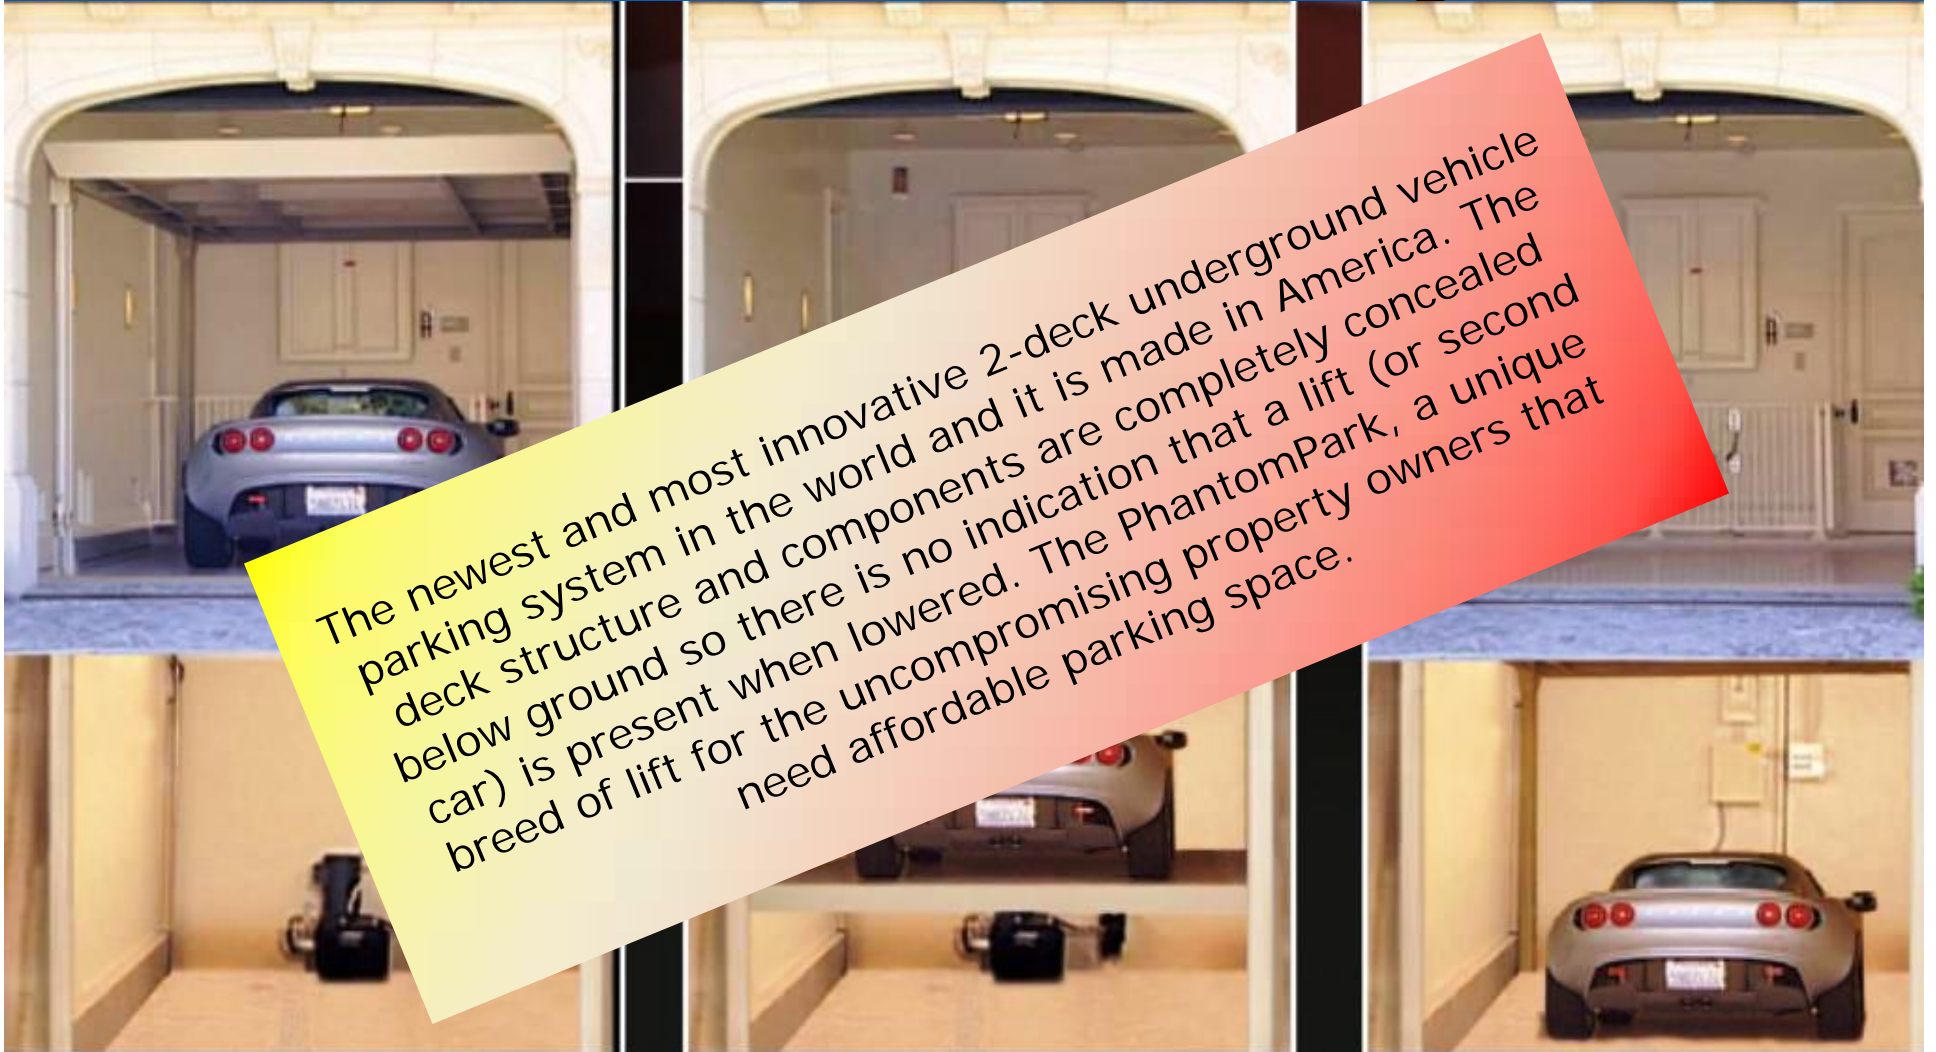 The newest and most innovative 2-deck underground vehicle
parking system in the world and it is made in America. The
deck structure and components are completely concealed
below ground so there is no indication that a lift (or second
car) is present when lowered. The PhantomPark, a unique
breed of lift for the uncompromising property owners that
need affordable parking space.